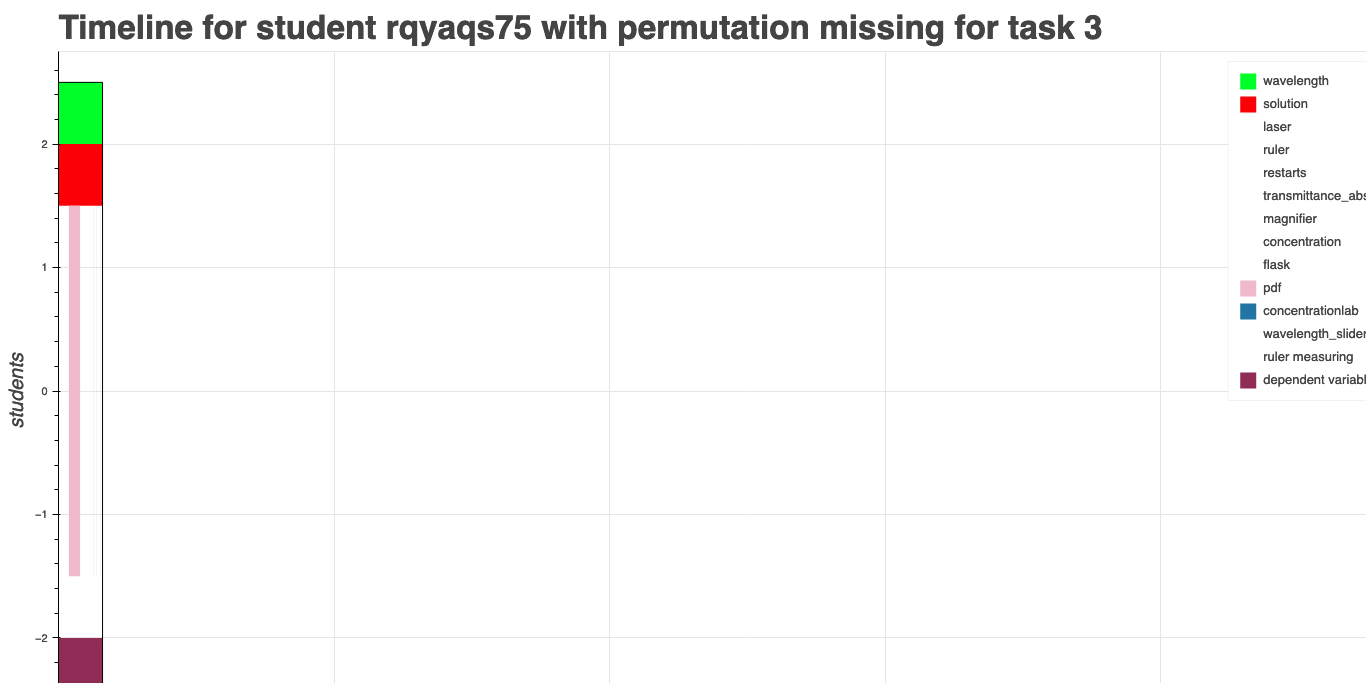 Timeline for student rqyaqs75 with permutation missing for task 3
wavelength
solution
laser
ruler
restarts
transmittance_abs
magnifier
concentration
flask
pdf
concentrationlab
wavelength_slider
ruler measuring
dependent variabl
2
1
0
−1
−2
students